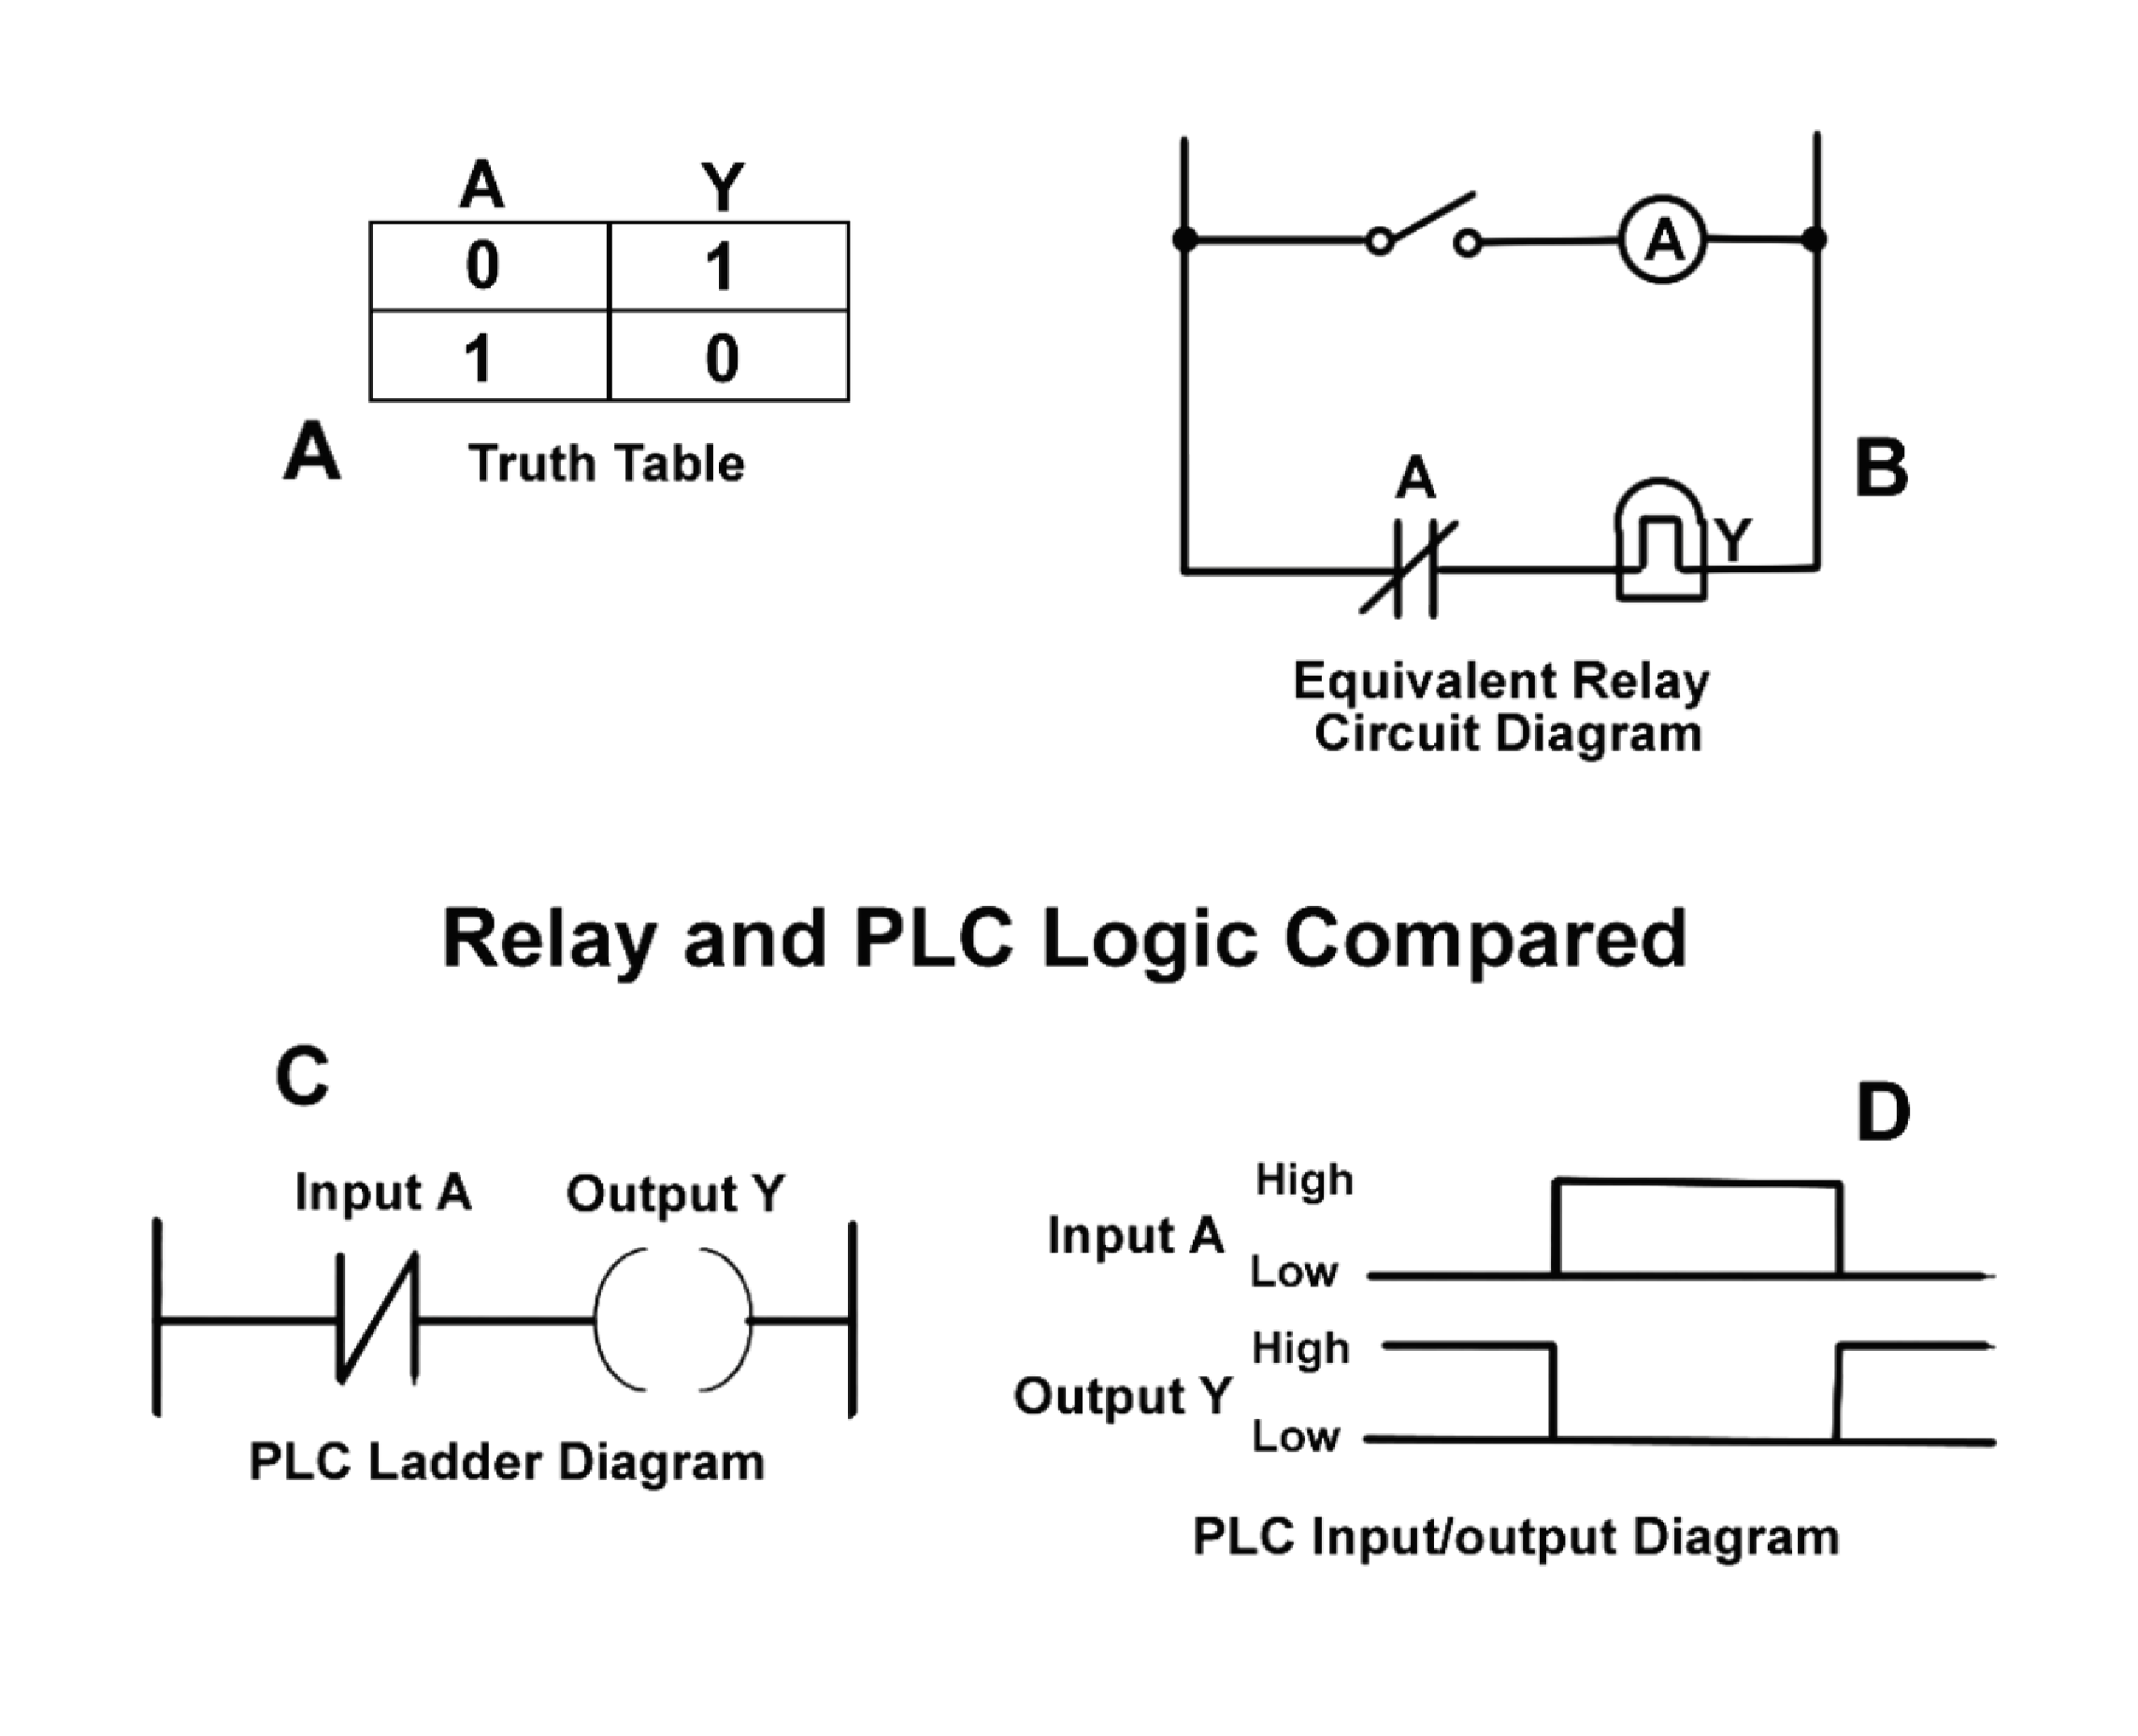 A Y
0 1
1 0
A
Truth Table
A
A
Y
B
Equivalent Relay
Circuit Diagram
Relay and PLC Logic Compared
C
Input A Output Y
PLC Ladder Diagram
D
High
Input A
Low
High
Output Y
Low
PLC Input/output Diagram